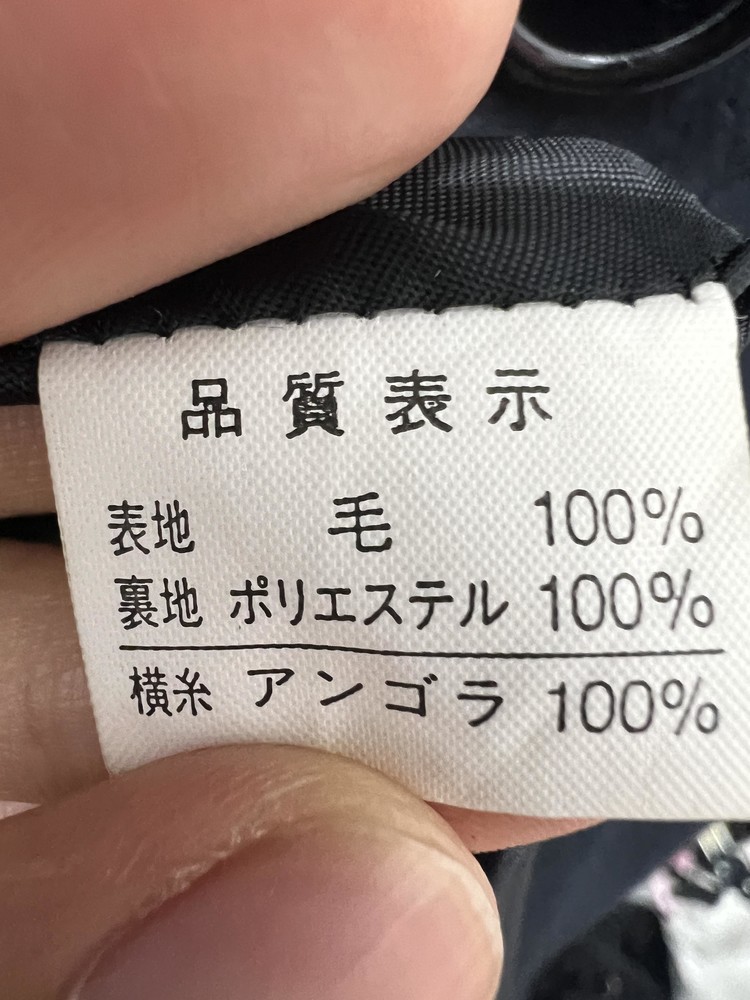 品質表示
表地 毛 100%
裏地 ポリエステル 100%
横糸 アンゴラ 100%